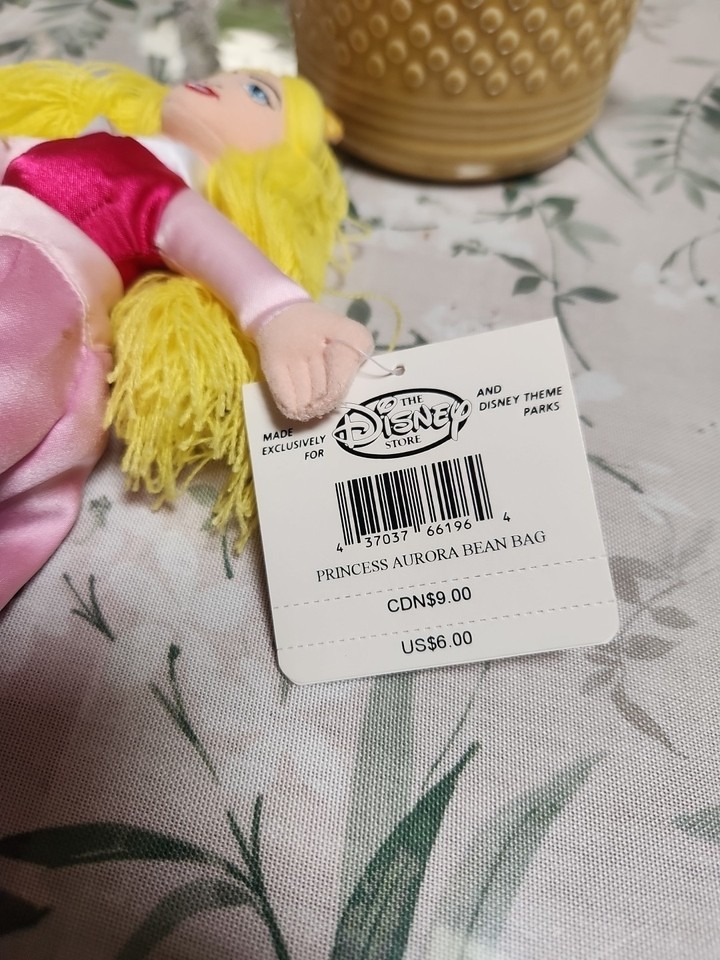 MADE EXCLUSIVELY FOR
THE
DISNEY
STORE
AND DISNEY THEME PARKS
4 37037 66196 4
PRINCESS AURORA BEAN BAG
CDN$9.00
US$6.00